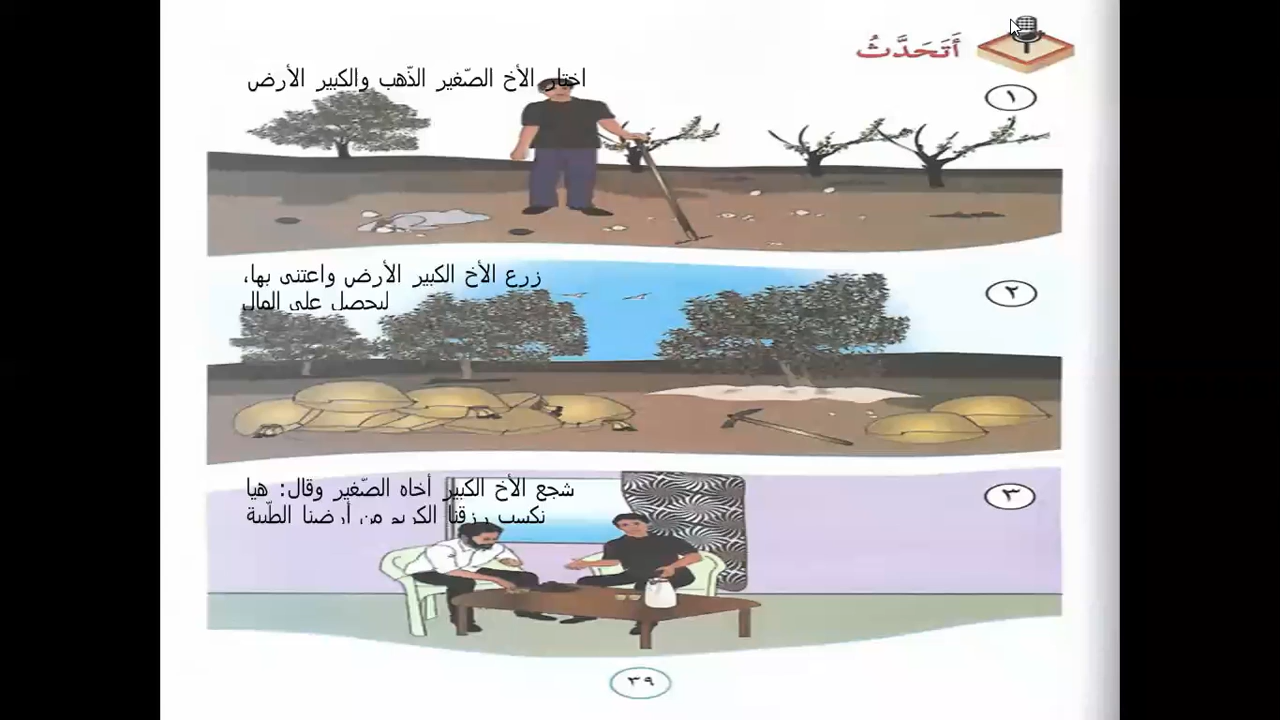 أَتَحَدَّثُ
١
اختار الأخ الصّغير الذّهب والكبير الأرض
٢
زرع الأخ الكبير الأرض واعتنى بها،
ليحصل على المال
٣
شجع الأخ الكبير أخاه الصّغير وقال: هيا
نكسب رزقنا الكريم من أرضنا الطّيبة
٣٩